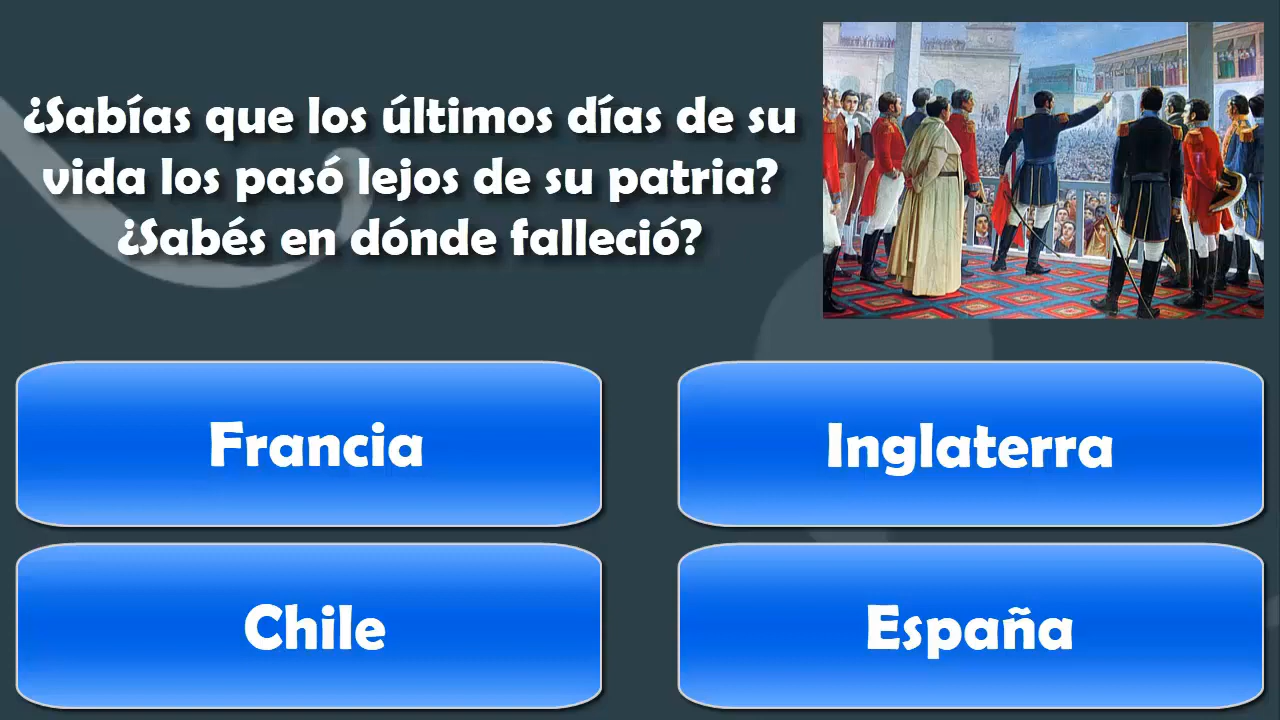 ¿Sabías que los últimos días de su
vida los pasó lejos de su patria?
¿Sabés en dónde falleció?
Francia
Inglaterra
Chile
España